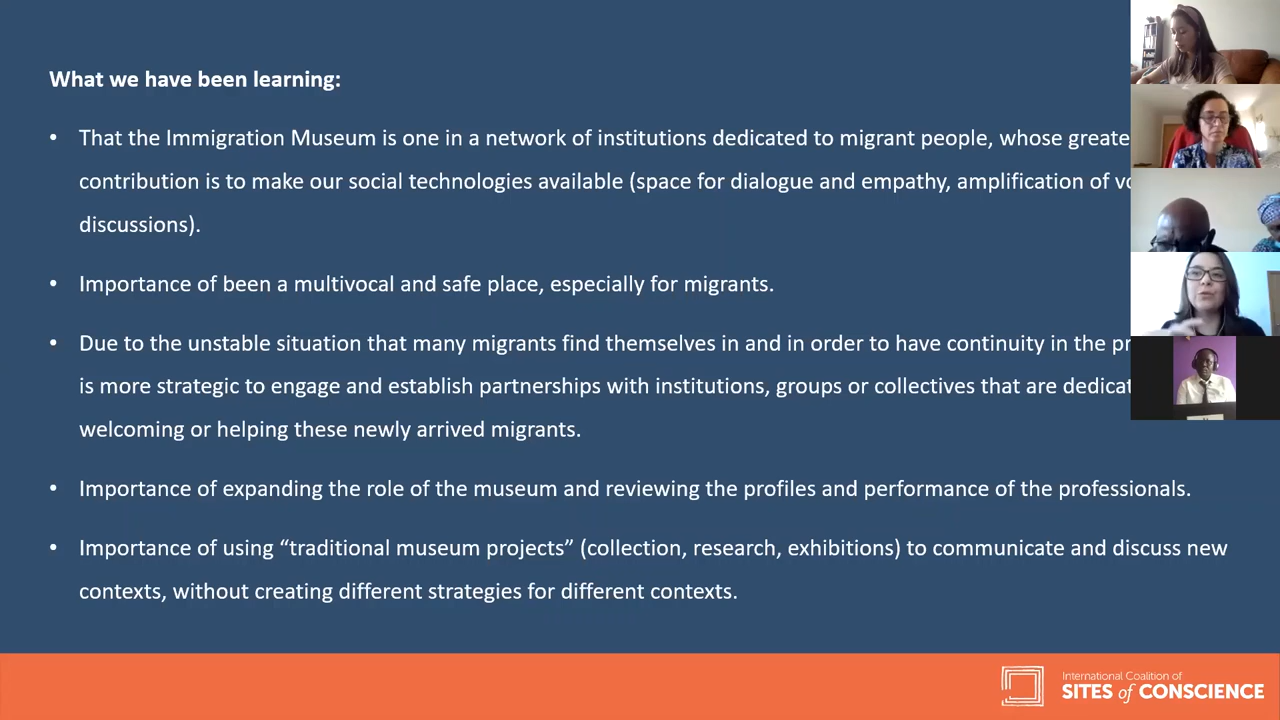 What we have been learning:
• That the Immigration Museum is one in a network of institutions dedicated to migrant people, whose
contribution is to make our social technologies available (space for dialogue and empathy, amplification of
discussions).
• Importance of been a multivocal and safe place, especially for migrants.
• Due to the unstable situation that many migrants find themselves in and in order to have continuity in the
is more strategic to engage and establish partnerships with institutions, groups or collectives that are
welcoming or helping these newly arrived migrants.
• Importance of expanding the role of the museum and reviewing the profiles and performance of the professionals.
• Importance of using “traditional museum projects” (collection, research, exhibitions) to communicate and discuss new
contexts, without creating different strategies for different contexts.
International Coalition of
SITES of CONSCIENCE